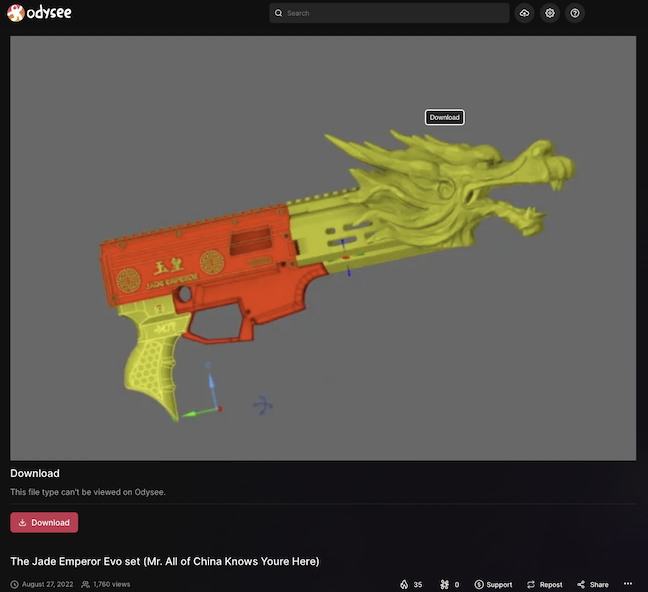 odysee
Search
Download
玉皇
JADE EMPEROR
Download
This file type can't be viewed on Odysee.
Download
The Jade Emperor Evo set (Mr. All of China Knows Youre Here)
August 27, 2022 1,760 views 35 0 Support Repost Share